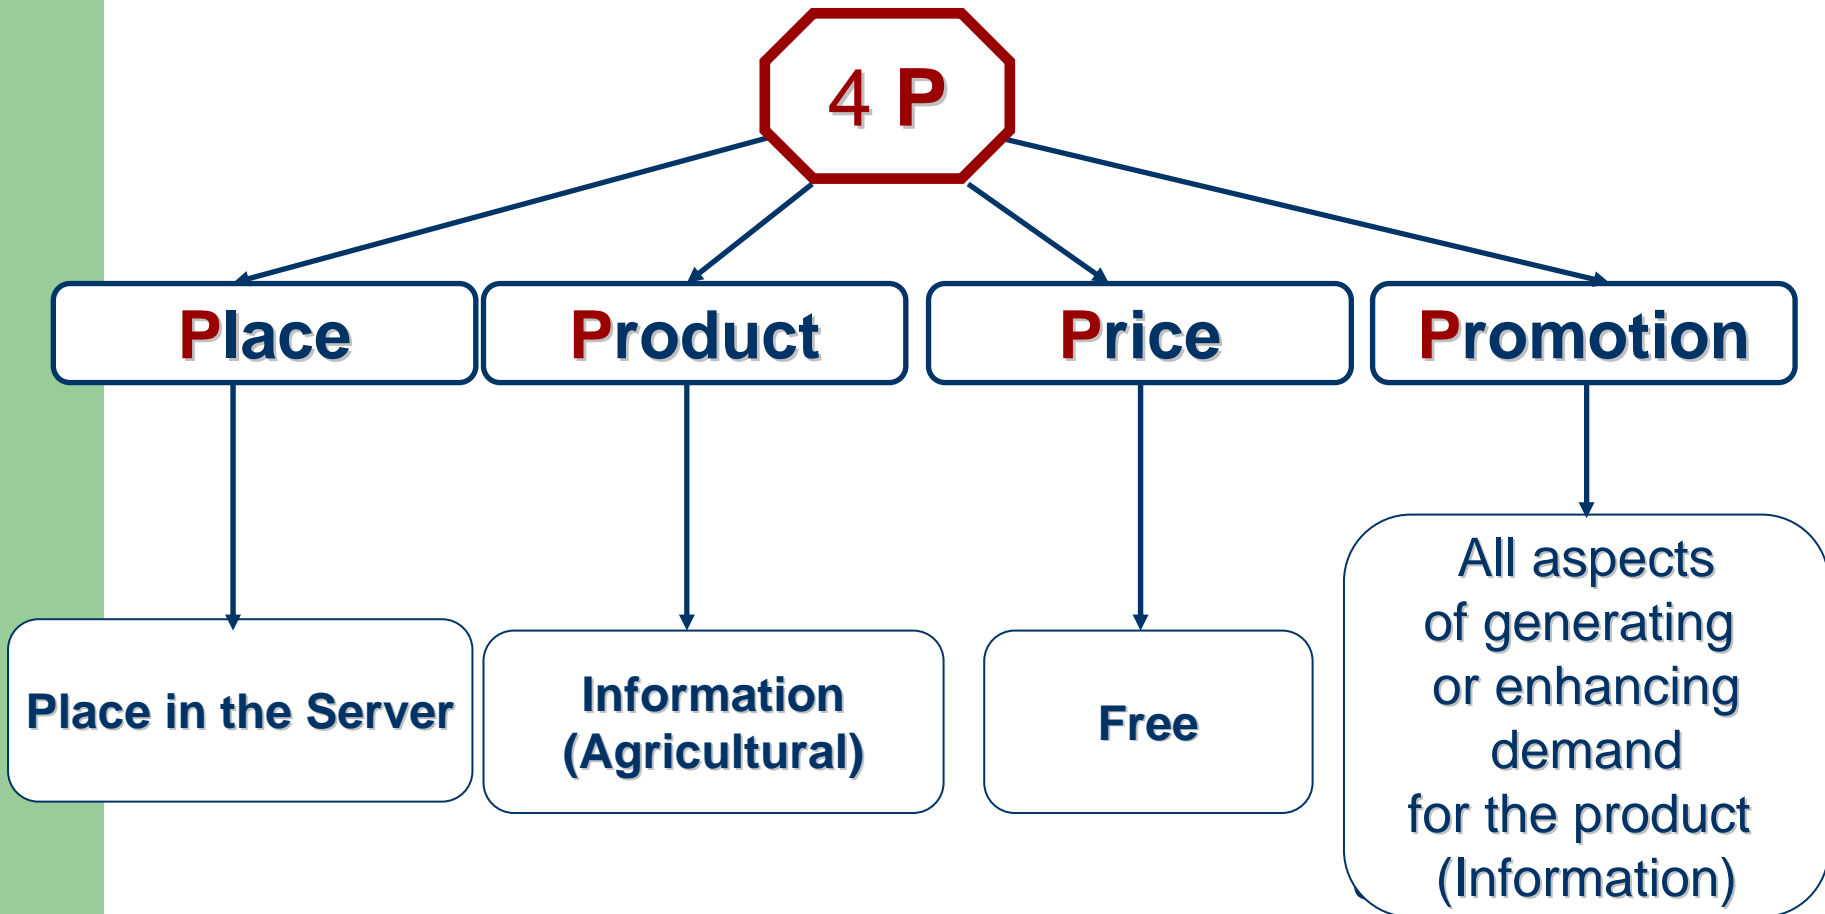 4 P
Place
Product
Price
Promotion
Place in the Server
Information
(Agricultural)
Free
All aspects
of generating
or enhancing
demand
for the product
(Information)